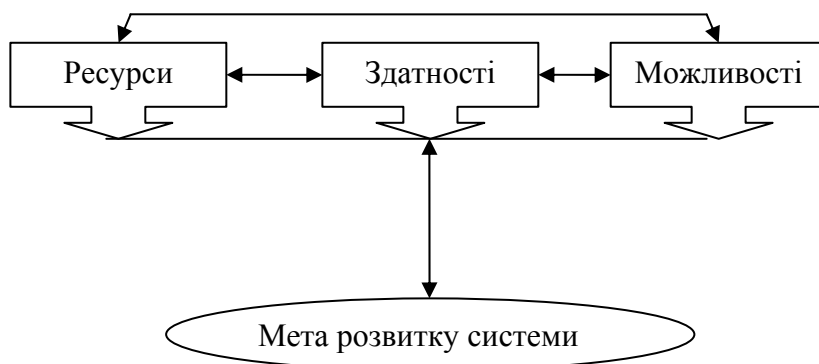 Ресурси
Здатності
Можливості
Мета розвитку системи